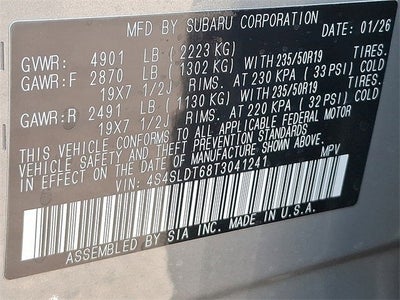 MFD BY SUBARU CORPORATION DATE: 01/26
GVWR: 4901 LB (2223 KG)
GAWR:F 2870 LB (1302 KG) WITH 235/50R19 TIRES.
19X7 1/2J RIMS. AT 230 KPA (33 PSI) COLD.
GAWR:R 2491 LB (1130 KG) WITH 235/50R19 TIRES.
19X7 1/2J RIMS. AT 220 KPA (32 PSI) COLD.
THIS VEHICLE CONFORMS TO ALL APPLICABLE FEDERAL MOTOR
VEHICLE SAFETY AND THEFT PREVENTION STANDARDS
IN EFFECT ON THE DATE OF MANUFACTURE SHOWN ABOVE.
VIN: 4S4SLDT68T3041241 MPV
ASSEMBLED BY SIA INC. MADE IN U.S.A.